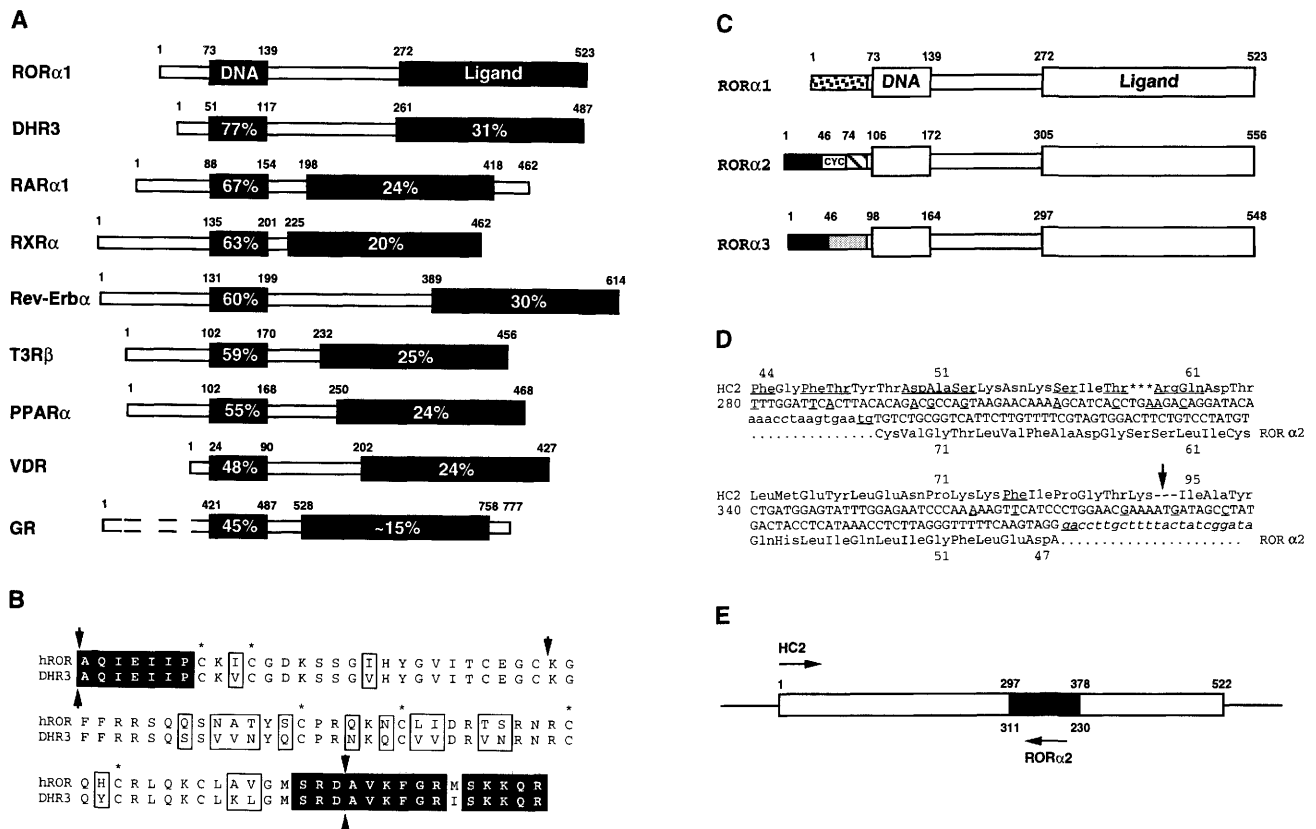 A
1 73 139 272 523
RORα1 DNA Ligand
1 51 117 261 487
DHR3 77% 31%
1 88 154 198 418 462
RARα1 67% 24%
1 135 201 225 462
RXRα 63% 20%
1 131 199 389 614
Rev-Erbα 60% 30%
1 102 170 232 456
T3Rβ 59% 25%
1 102 168 250 468
PPARα 55% 24%
1 24 90 202 427
VDR 48% 24%
1 421 487 528 758 777
GR 45% ~15%
B
* *
hROR A Q I E I I P C K I C G D K S S G I H Y G V I T C E G C K G
DHR3 A Q I E I I P C K V C G D K S S G V H Y G V I T C E G C K G
* * *
hROR F F R R S Q Q S N A T Y S C P R Q K N C L I D R T S R N R C
DHR3 F F R R S Q S S V V N Y Q C P R N K Q C V V D R V N R N R C
*
hROR Q H C R L Q K C L A V G M S R D A V K F G R M S K K Q R
DHR3 Q Y C R L Q K C L K L G M S R D A V K F G R I S K K Q R
C
1 73 139 272 523
RORα1 DNA Ligand
1 46 74 106 172 305 556
RORα2 CYC
1 46 98 164 297 548
RORα3
D
44 51 61
HC2 PheGlyPheThrTyrThrAspAlaSerLysAsnLysSerIleThr***ArgGlnAspThr
280 TTTGGATTCACTTACACAGACGCCAGTAAGAACAAAAGCATCACCTGAAGACAGGATACA
aaacctaagtgaatgTGTCTGCGGTCATTCTTGTTTTCGTAGTGGACTTCTGTCCTATGT
...............CysValGlyThrLeuValPheAlaAspGlySerSerLeuIleCys ROR α2
71 61
71 95
HC2 LeuMetGluTyrLeuGluAsnProLysLysPheIleProGlyThrLys---IleAlaTyr
340 CTGATGGAGTATTTGGAGAATCCCAAAAAGTTCATCCCTGGAACGAAAATGATAGCCTAT
GACTACCTCATAAACCTCTTAGGGTTTTTCAAGTAGG gaccttgcttttactatcggata
GlnHisLeuIleGlnLeuIleGlyPheLeuGluAspA...................... ROR α2
51 47
E
HC2
1 297 378 522
311 230
RORα2